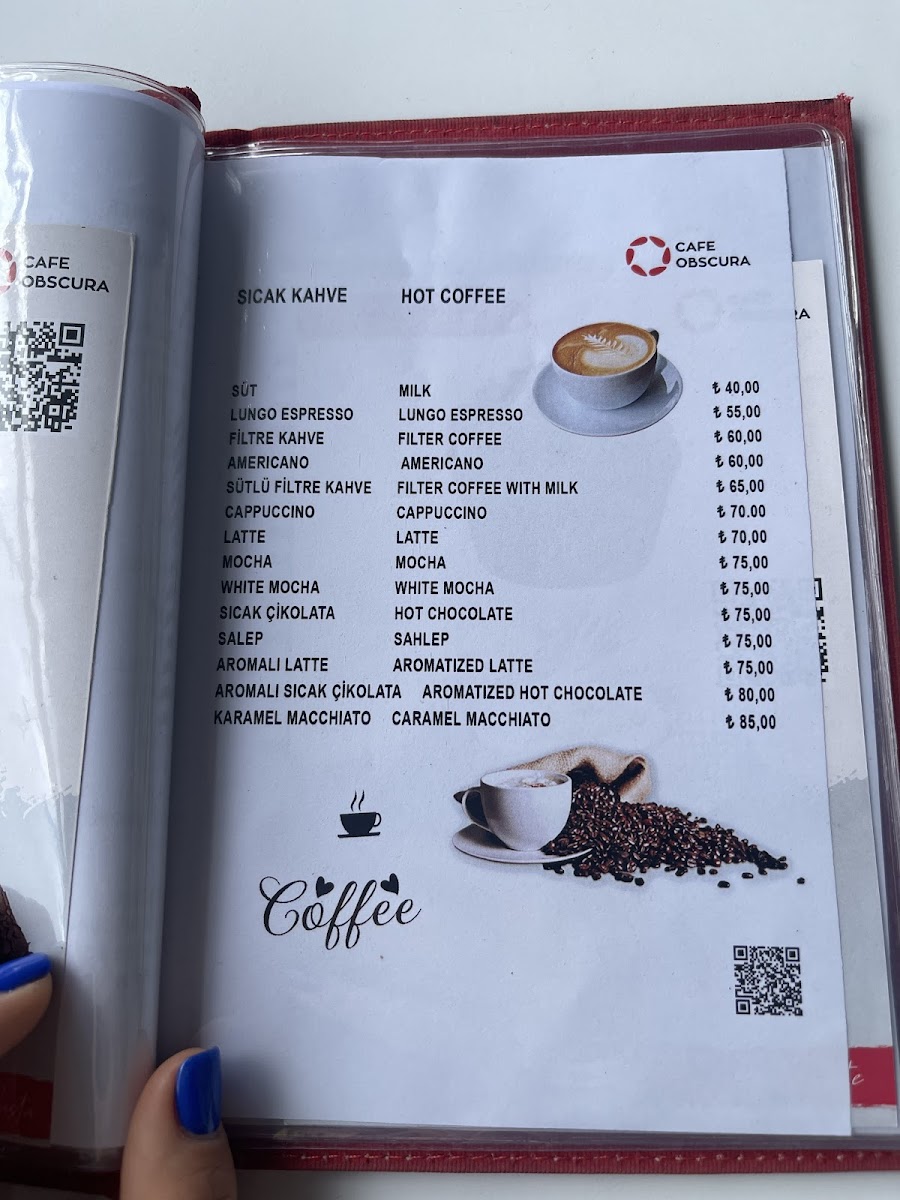 CAFE
OBSCURA
CAFE
OBSCURA
SICAK KAHVE HOT COFFEE
SÜT MILK ₺ 40,00
LUNGO ESPRESSO LUNGO ESPRESSO ₺ 55,00
FİLTRE KAHVE FILTER COFFEE ₺ 60,00
AMERICANO AMERICANO ₺ 60,00
SÜTLÜ FİLTRE KAHVE FILTER COFFEE WITH MILK ₺ 65,00
CAPPUCCINO CAPPUCCINO ₺ 70.00
LATTE LATTE ₺ 70,00
MOCHA MOCHA ₺ 75,00
WHITE MOCHA WHITE MOCHA ₺ 75,00
SICAK ÇİKOLATA HOT CHOCOLATE ₺ 75,00
SALEP SAHLEP ₺ 75,00
AROMALI LATTE AROMATIZED LATTE ₺ 75,00
AROMALI SICAK ÇİKOLATA AROMATIZED HOT CHOCOLATE ₺ 80,00
KARAMEL MACCHIATO CARAMEL MACCHIATO ₺ 85,00
Coffee